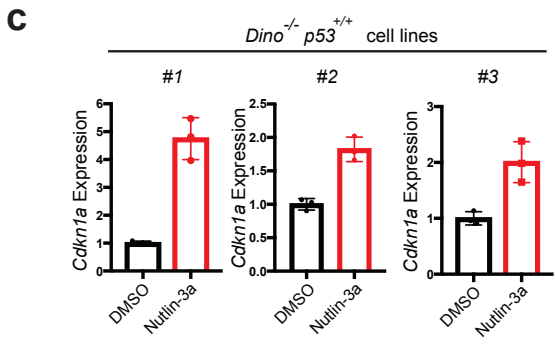 C
Dino-/- p53+/+ cell lines
#1 #2 #3
Cdkn1a Expression
6
5
4
3
2
1
0
DMSO
Nutlin-3a
Cdkn1a Expression
2.5
2.0
1.5
1.0
0.5
0.0
DMSO
Nutlin-3a
Cdkn1a Expression
3
2
1
0
DMSO
Nutlin-3a